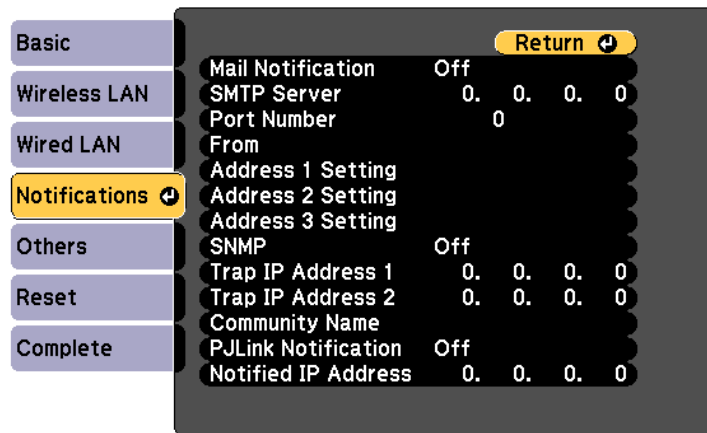 Basic
Wireless LAN
Wired LAN
Notifications
Others
Reset
Complete
Return
Mail Notification Off
SMTP Server 0. 0. 0. 0
Port Number 0
From
Address 1 Setting
Address 2 Setting
Address 3 Setting
SNMP Off
Trap IP Address 1 0. 0. 0. 0
Trap IP Address 2 0. 0. 0. 0
Community Name
PJLink Notification Off
Notified IP Address 0. 0. 0. 0